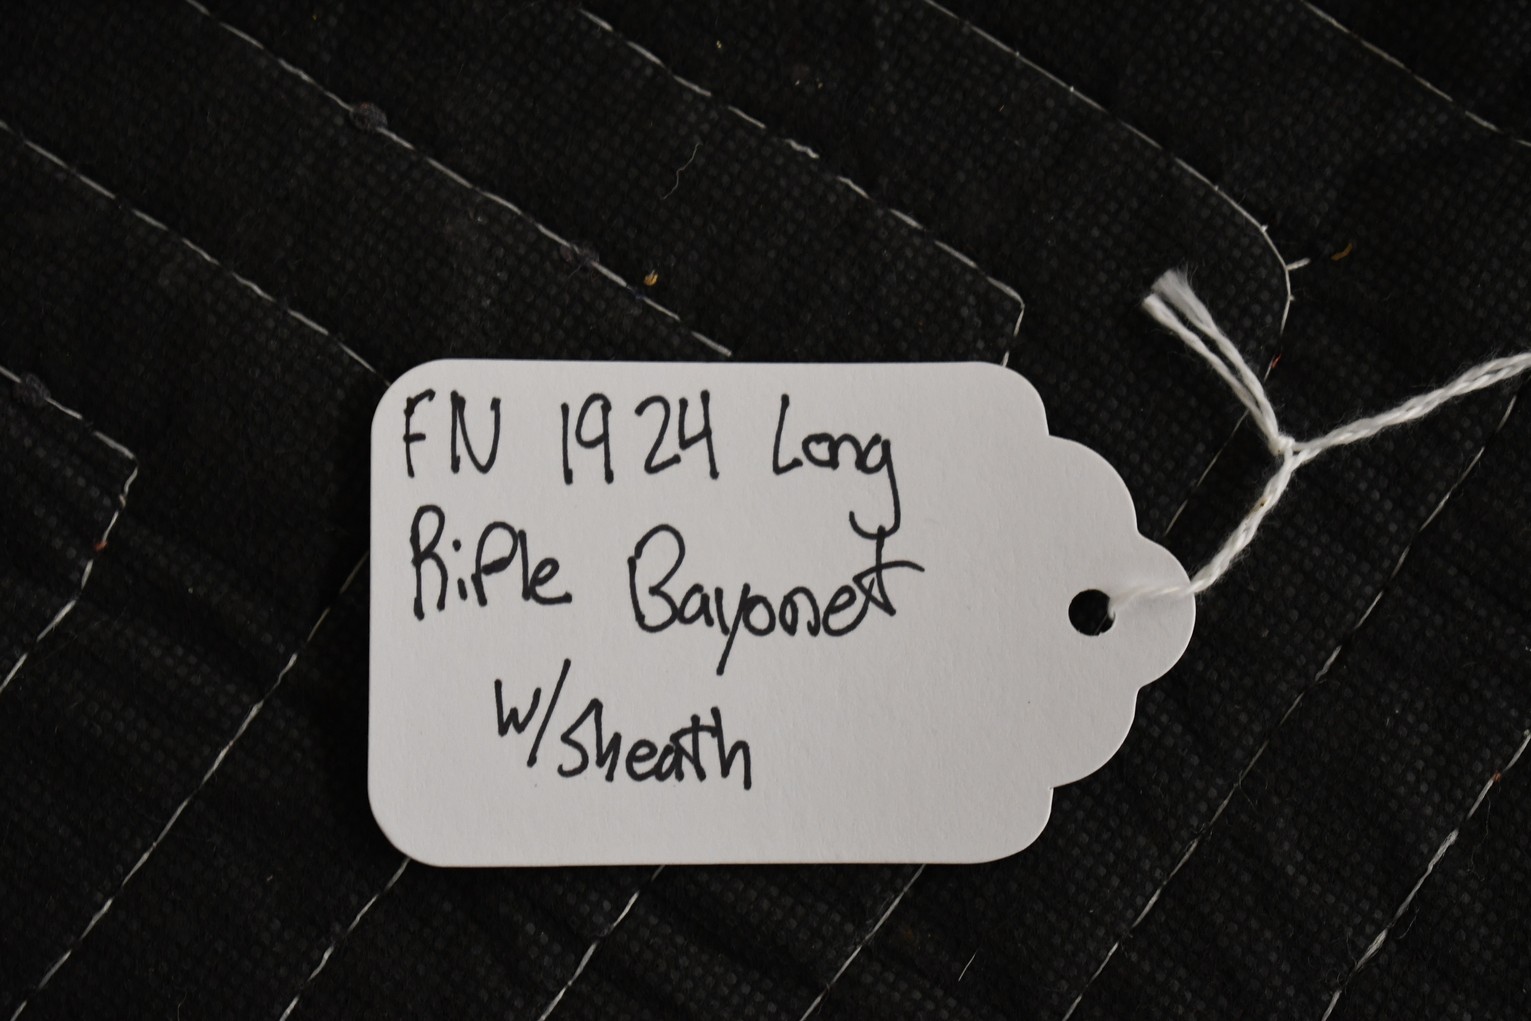 FN 1924 Long
Rifle Bayonet
w/sheath